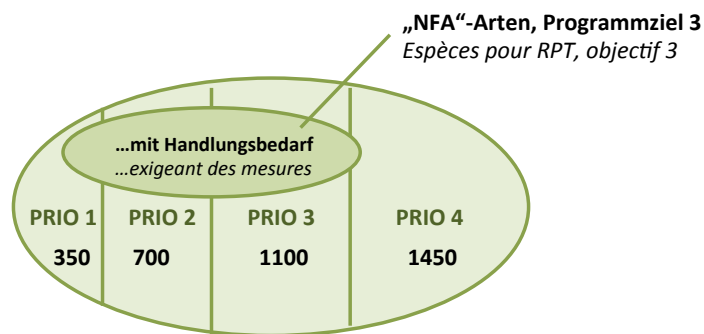 „NFA“-Arten, Programmziel 3
Espèces pour RPT, objectif 3
...mit Handlungsbedarf
...exigeant des mesures
PRIO 1 PRIO 2 PRIO 3 PRIO 4
350 700 1100 1450